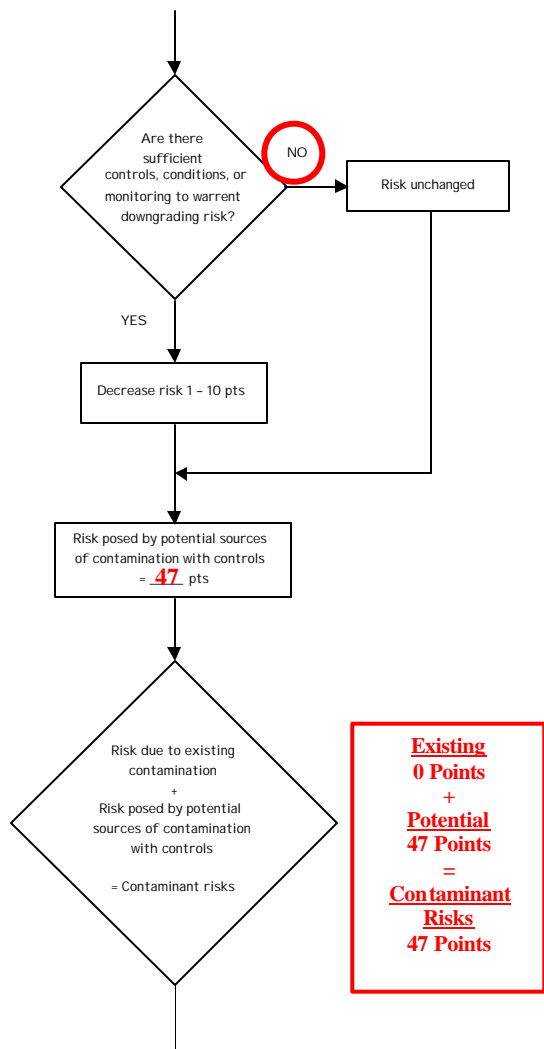 Are there
sufficient
controls, conditions, or
monitoring to warrent
downgrading risk?
NO
Risk unchanged
YES
Decrease risk 1 – 10 pts
Risk posed by potential sources
of contamination with controls
= 47 pts
Risk due to existing
contamination
+
Risk posed by potential
sources of contamination
with controls
= Contaminant risks
Existing
0 Points
+
Potential
47 Points
=
Contaminant
Risks
47 Points